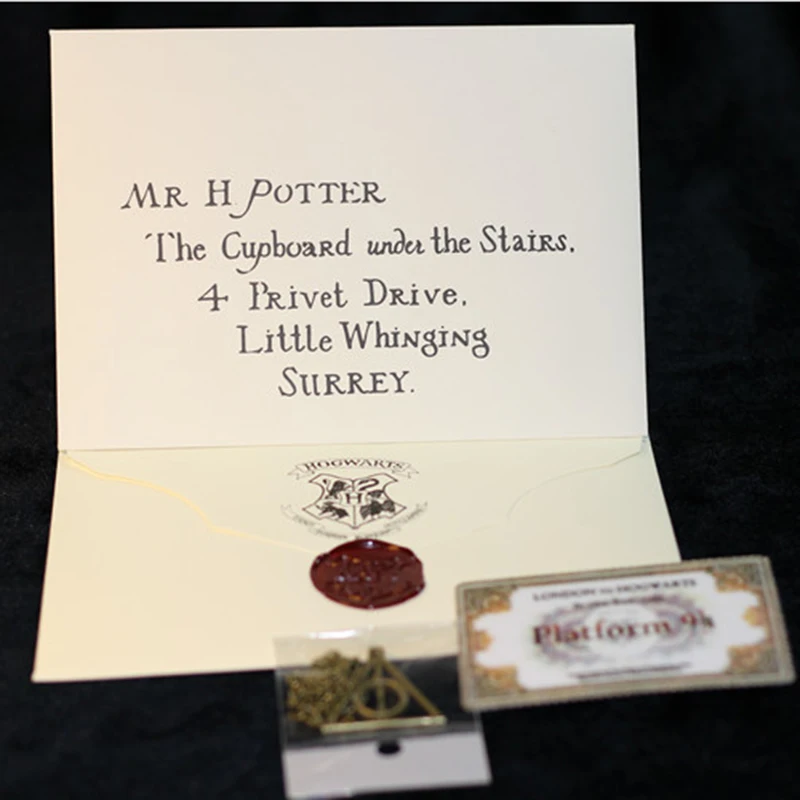 MR H POTTER
The Cupboard under the Stairs,
4 Privet Drive,
Little Whinging
SURREY.
HOGWARTS
H
LONDON to HOGWARTS
Platform 9¾